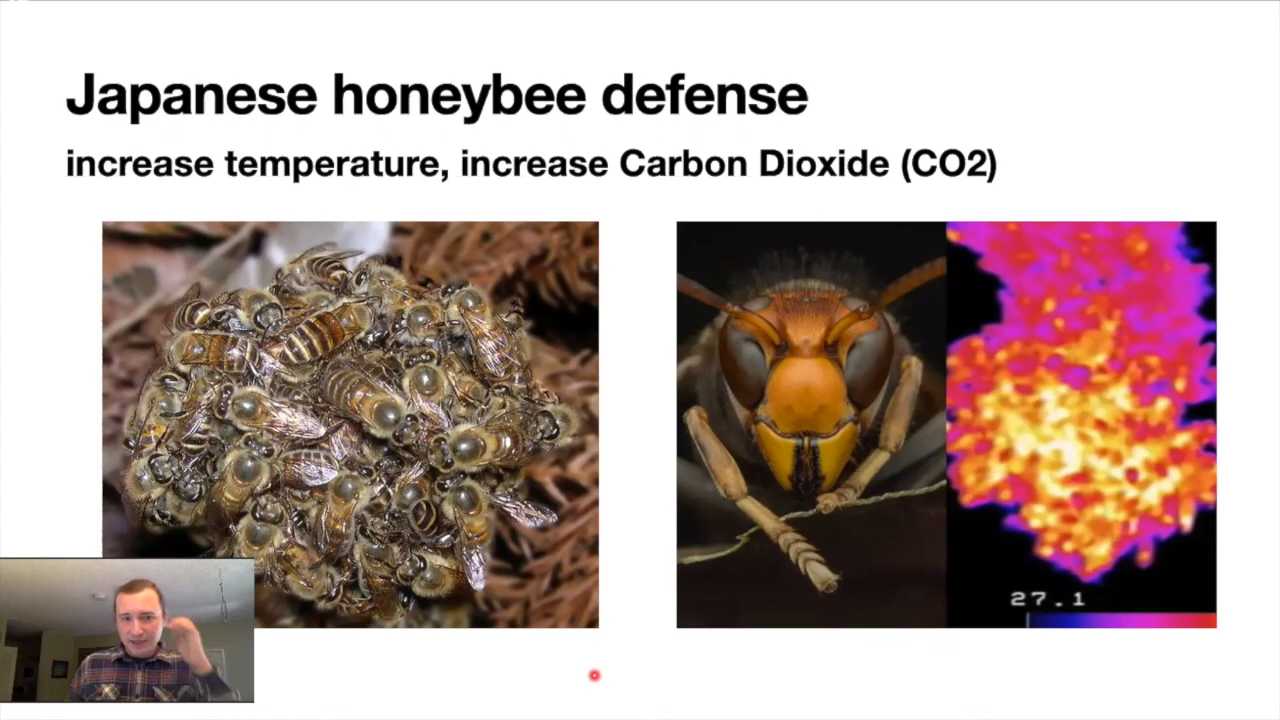 Japanese honeybee defense
increase temperature, increase Carbon Dioxide (CO2)
27.1